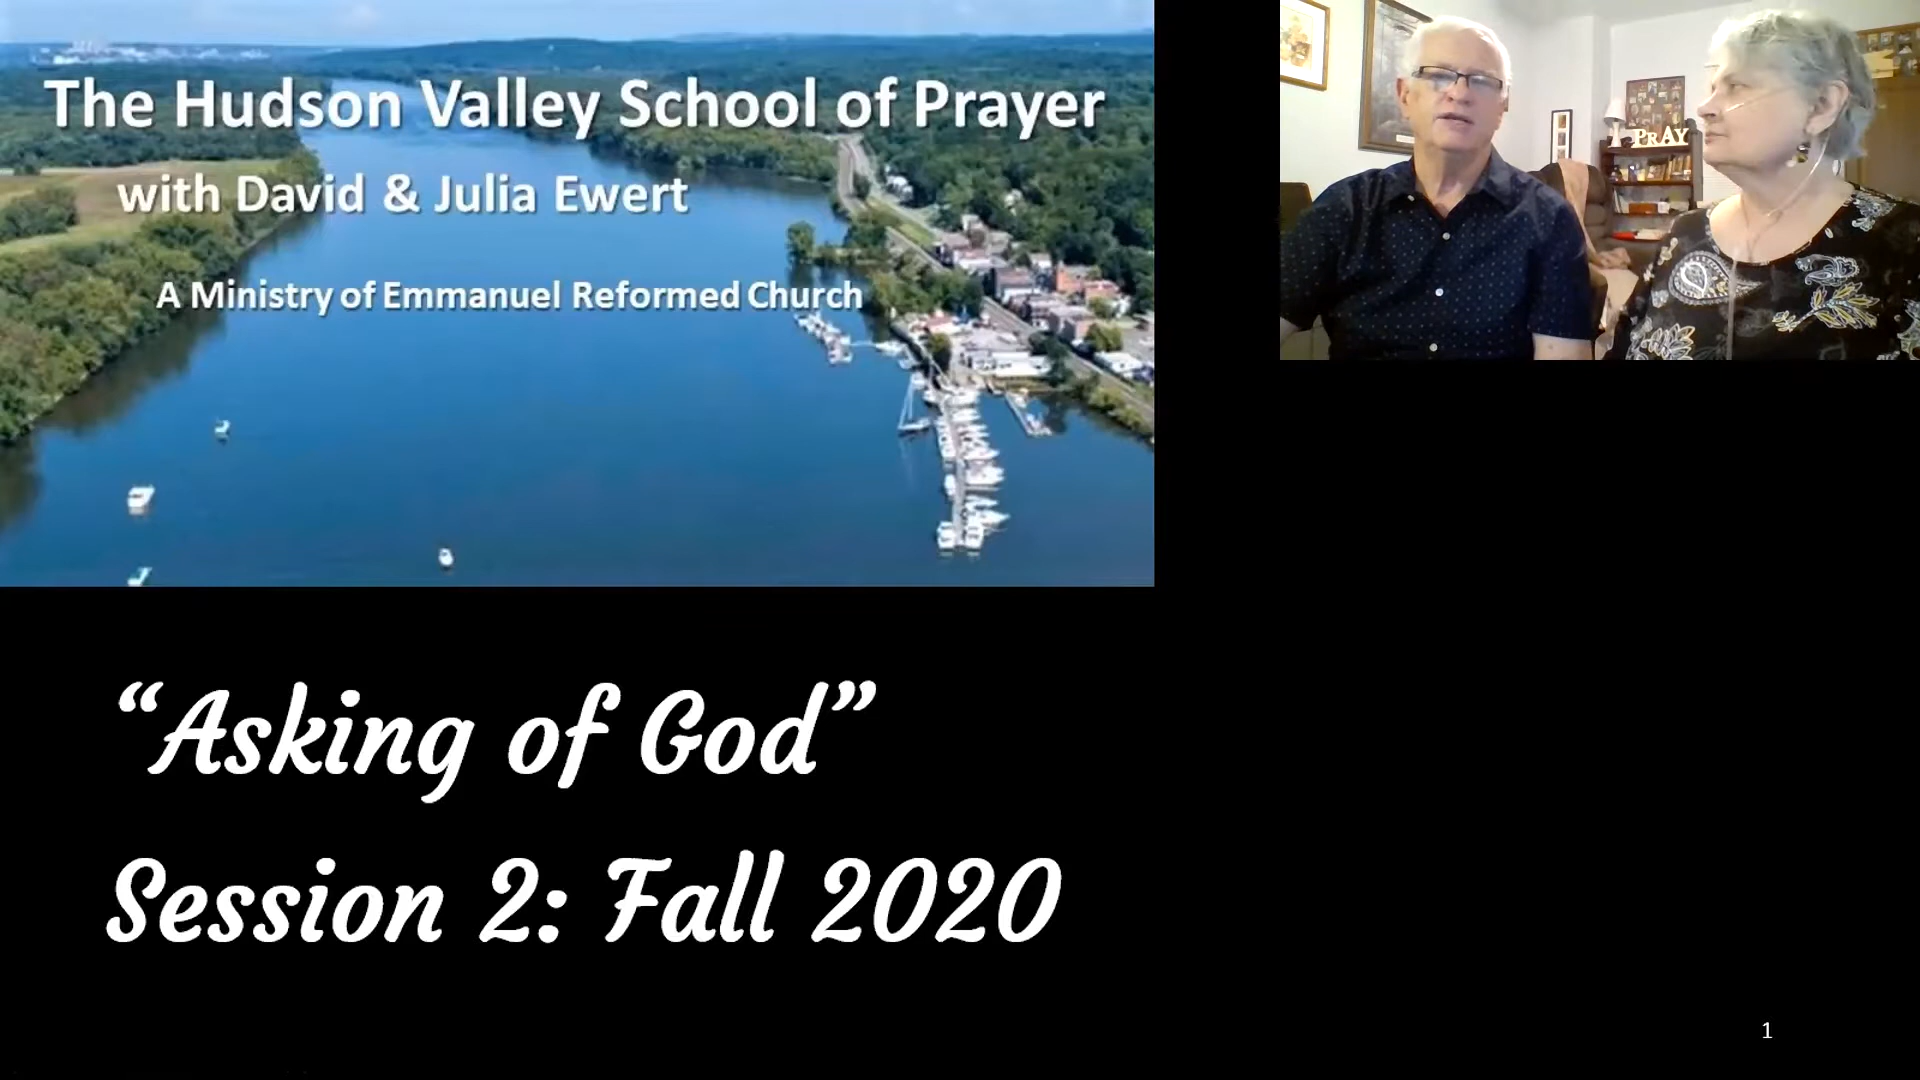 The Hudson Valley School of Prayer
with David & Julia Ewert
A Ministry of Emmanuel Reformed Church
PRAY
“Asking of God”
Session 2: Fall 2020
1